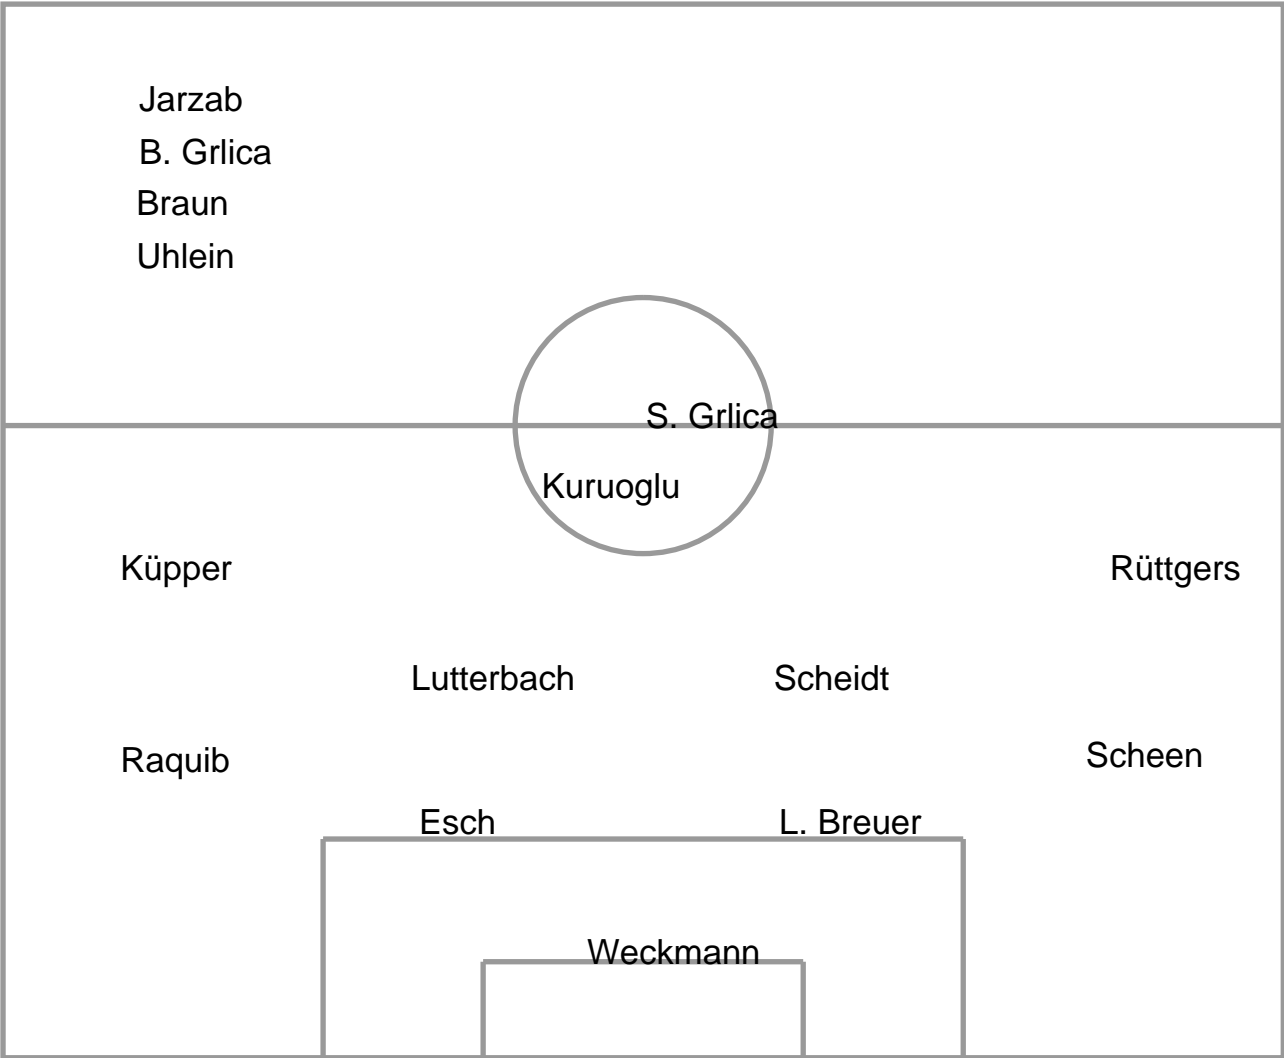 Jarzab
B. Grlica
Braun
Uhlein
S. Grlica
Kuruoglu
Küpper
Rüttgers
Lutterbach
Scheidt
Raquib
Scheen
Esch
L. Breuer
Weckmann